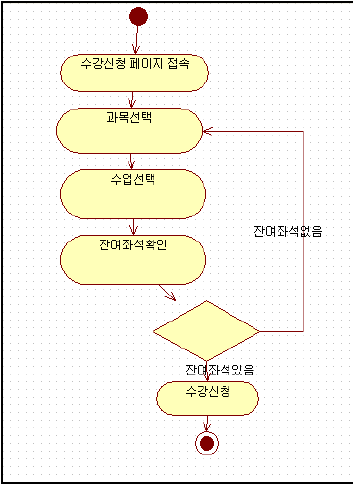 수강신청 페이지 접속
과목선택
수업선택
잔여좌석없음
잔여좌석확인
잔여좌석있음
수강신청